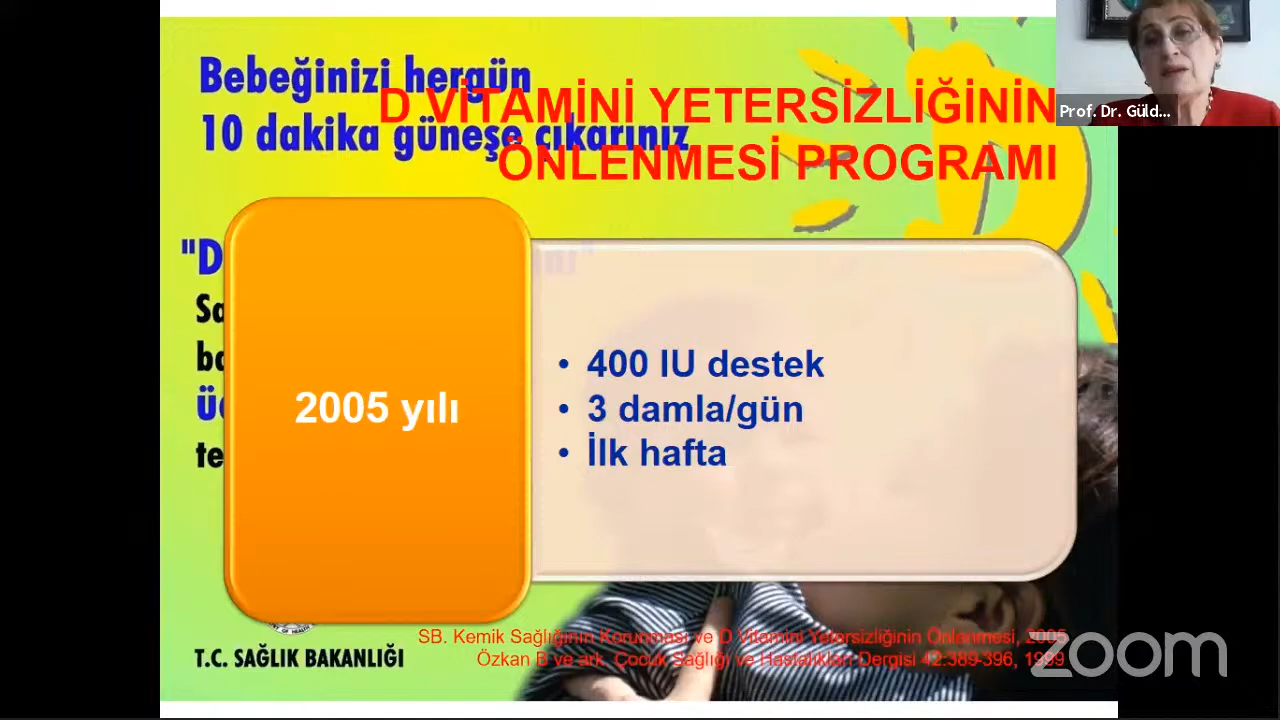 Bebeğinizi hergün
10 dakika güneşe çıkarınız
D VİTAMİNİ YETERSİZLİĞİNİN
ÖNLENMESİ PROGRAMI
Prof. Dr. Güld...
"D
2005 yılı
• 400 IU destek
• 3 damla/gün
• İlk hafta
SB. Kemik Sağlığının Korunması ve D Vitamini Yetersizliğinin Önlenmesi, 2005
Özkan B ve ark. Çocuk Sağlığı ve Hastalıkları Dergisi 42:389-396, 1999
T.C. SAĞLIK BAKANLIĞI
zoom